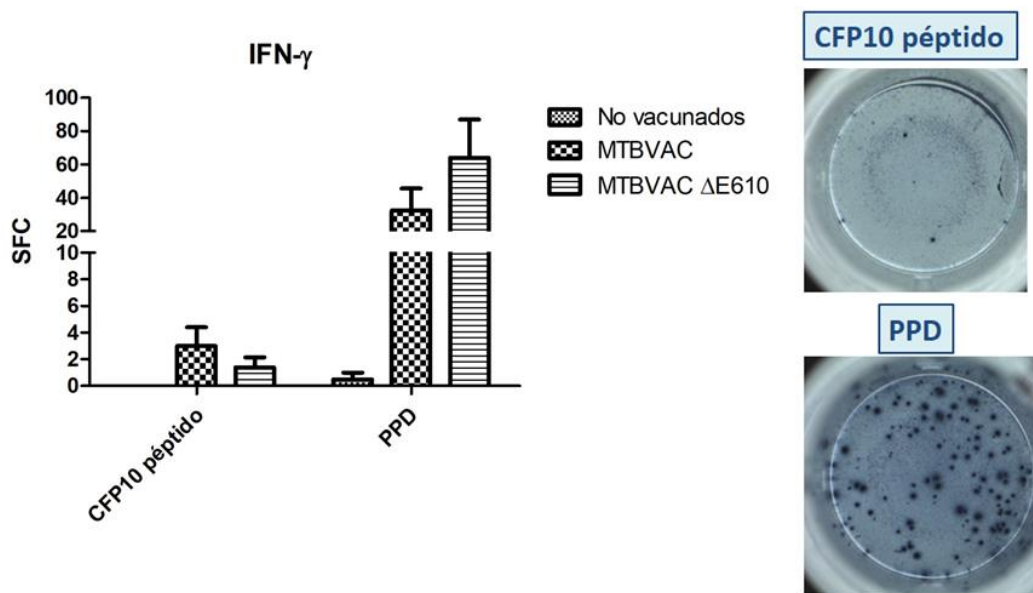 IFN-γ
SFC
100
80
60
40
20
10
8
6
4
2
0
CFP10 péptido
PPD
No vacunados
MTBVAC
MTBVAC ΔE610
CFP10 péptido
PPD